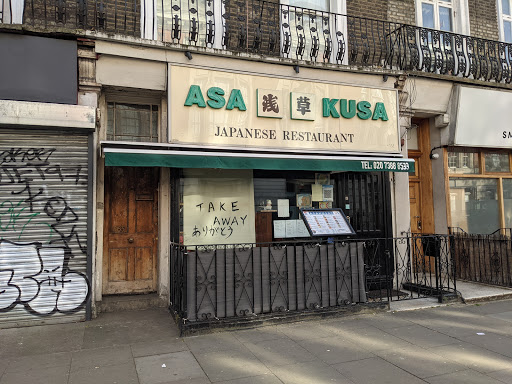 ASA 浅草 KUSA
JAPANESE RESTAURANT
TEL: 020 7388 8533
TAKE
AWAY
ありがとう